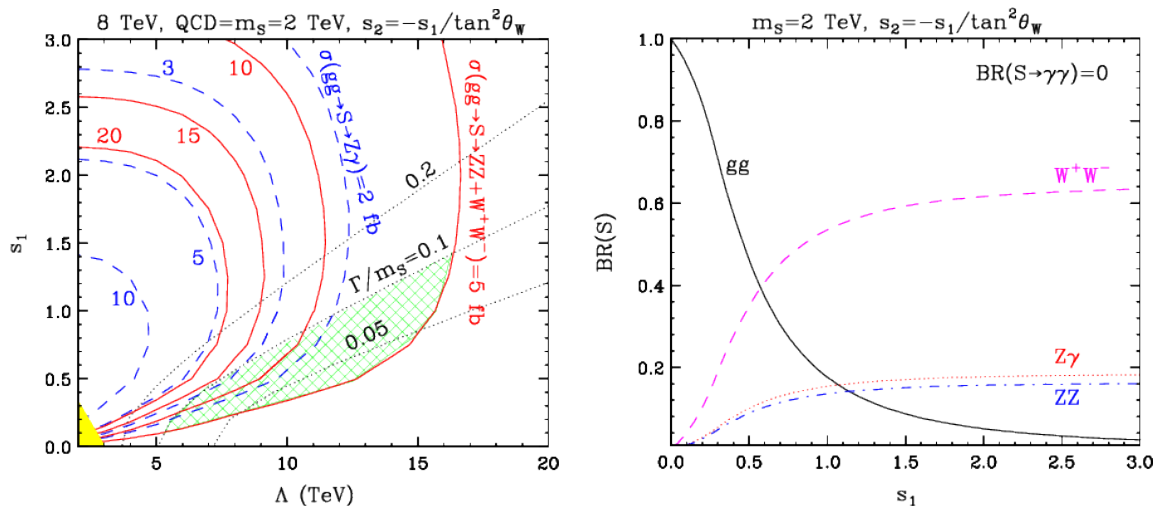 8 TeV, QCD=m_S=2 TeV, s_2=-s_1/tan²θ_W
3.0
2.5
2.0
1.5
1.0
0.5
0.0
s_1
3
10
20
15
5
10
σ(gg→S→Zγ)=2 fb
σ(gg→S→ZZ+W⁺W⁻)=5 fb
0.2
Γ/m_S=0.1
0.05
5
10
15
20
Λ (TeV)
m_S=2 TeV, s_2=-s_1/tan²θ_W
1.0
0.8
0.6
0.4
0.2
BR(S)
BR(S→γγ)=0
gg
W⁺W⁻
Zγ
ZZ
0.0
0.5
1.0
1.5
2.0
2.5
3.0
s_1